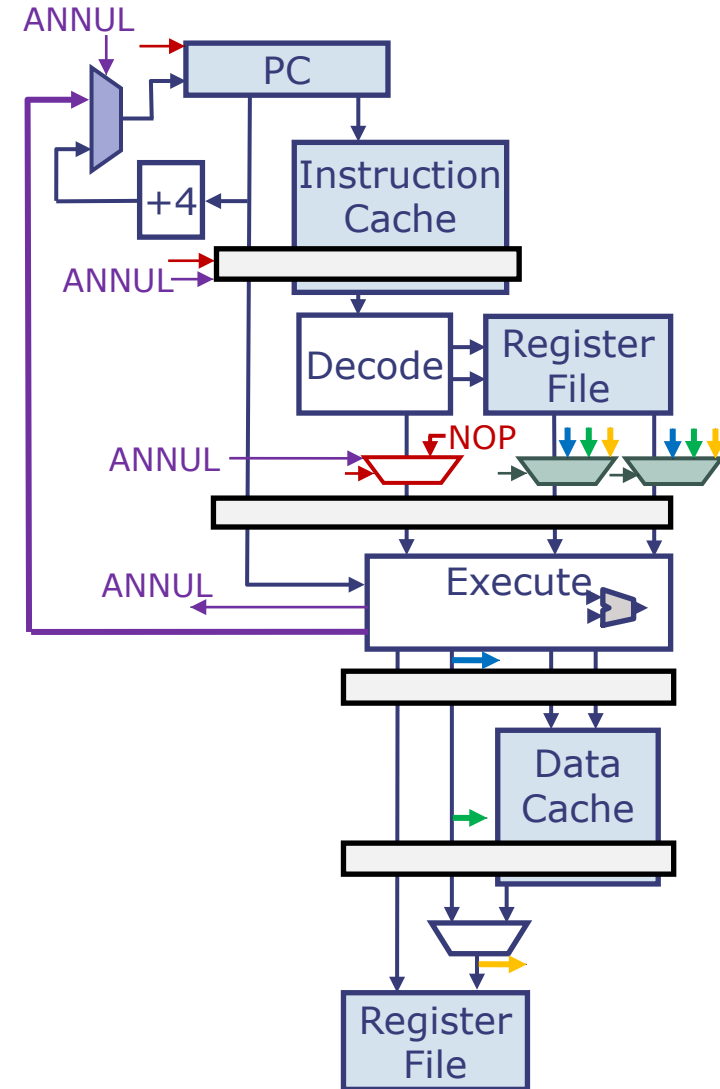 ANNUL
PC
+4
Instruction
Cache
ANNUL
Decode
Register
File
NOP
ANNUL
Execute
ANNUL
Data
Cache
Register
File